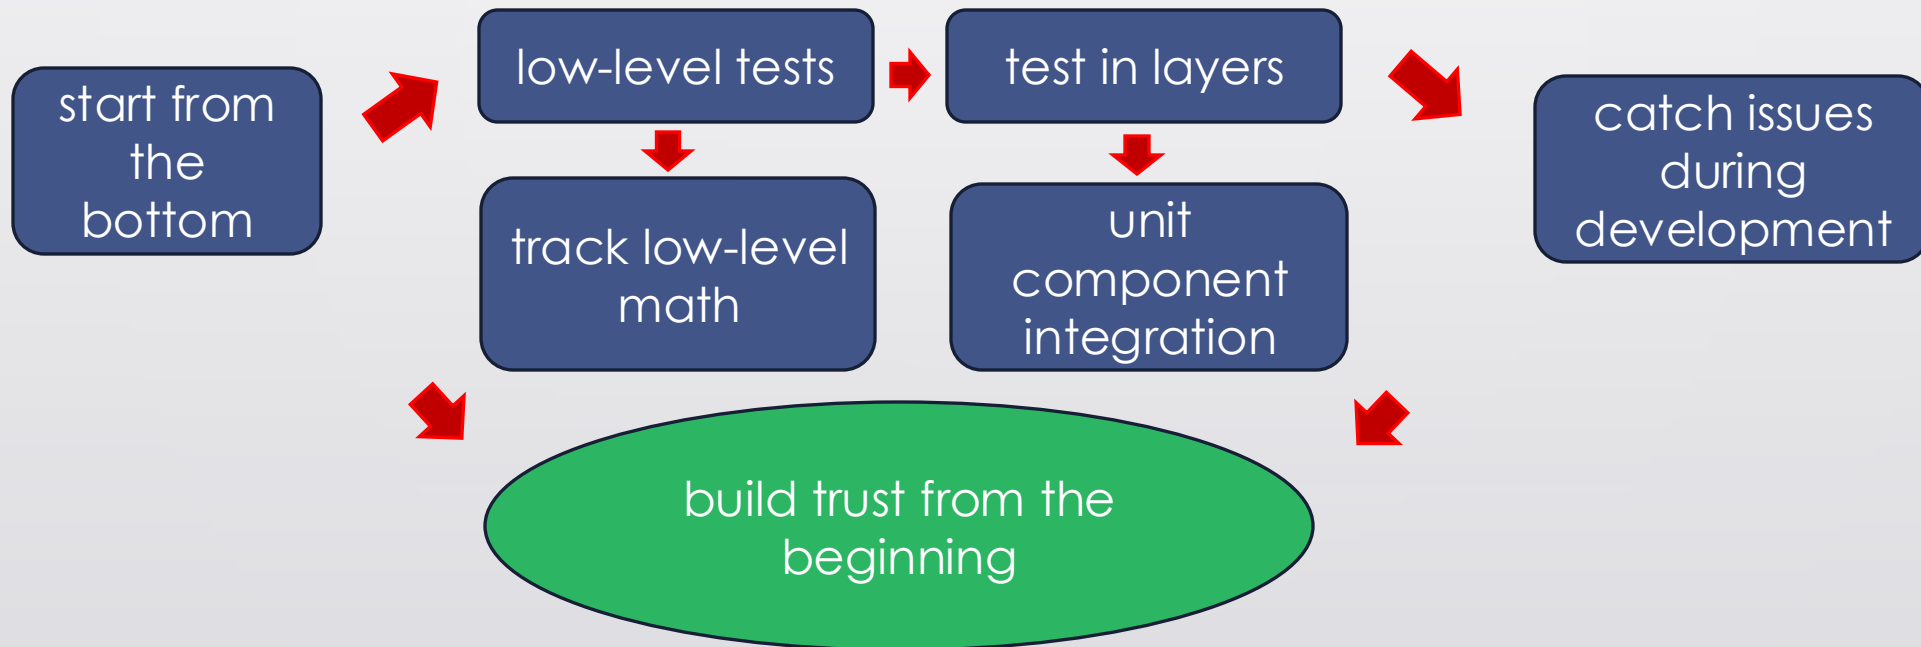 start from
the
bottom
low-level tests
track low-level
math
test in layers
unit
component
integration
catch issues
during
development
build trust from the
beginning